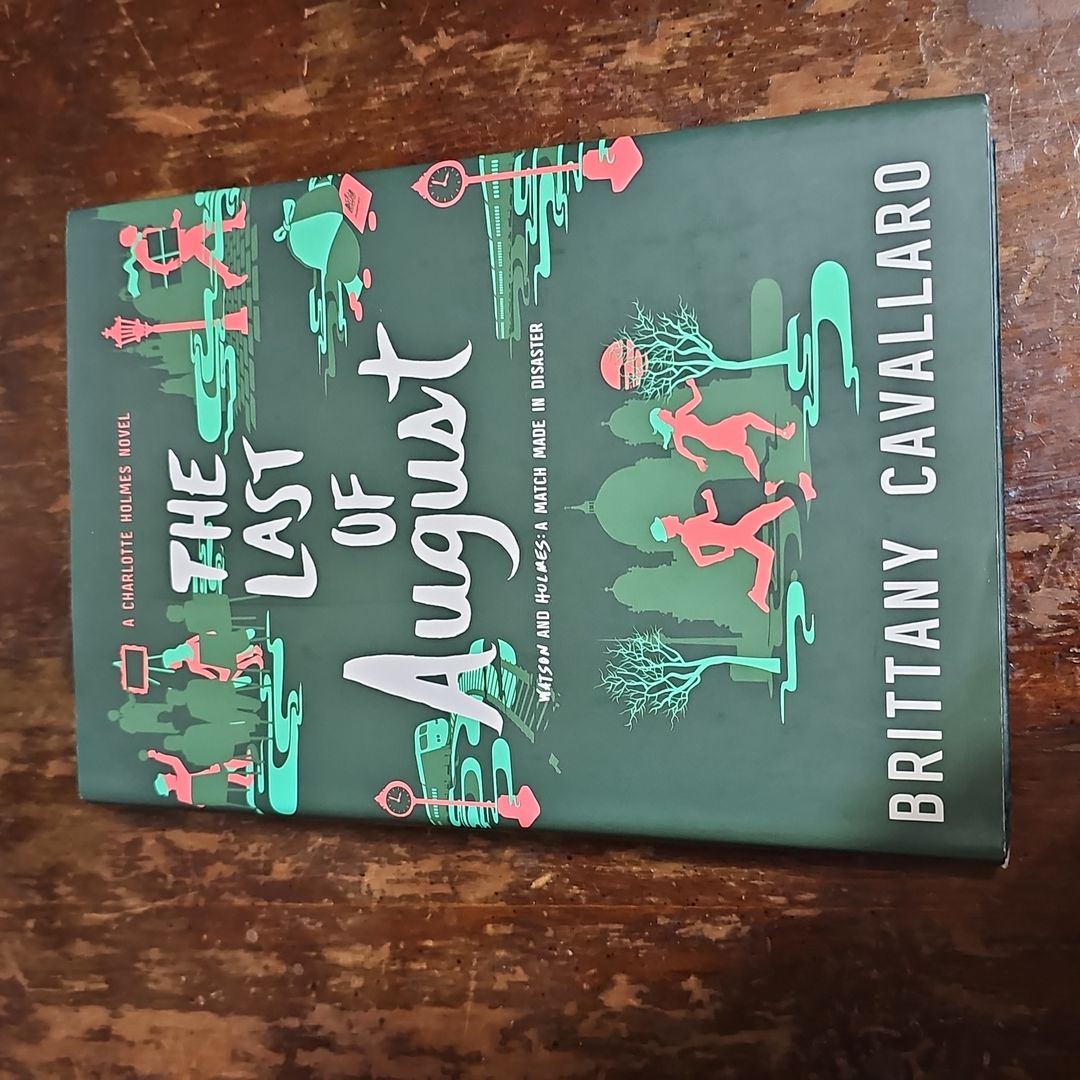 A CHARLOTTE HOLMES NOVEL
THE
LAST
OF
August
WATSON AND HOLMES: A MATCH MADE IN DISASTER
BRITTANY CAVALLARO